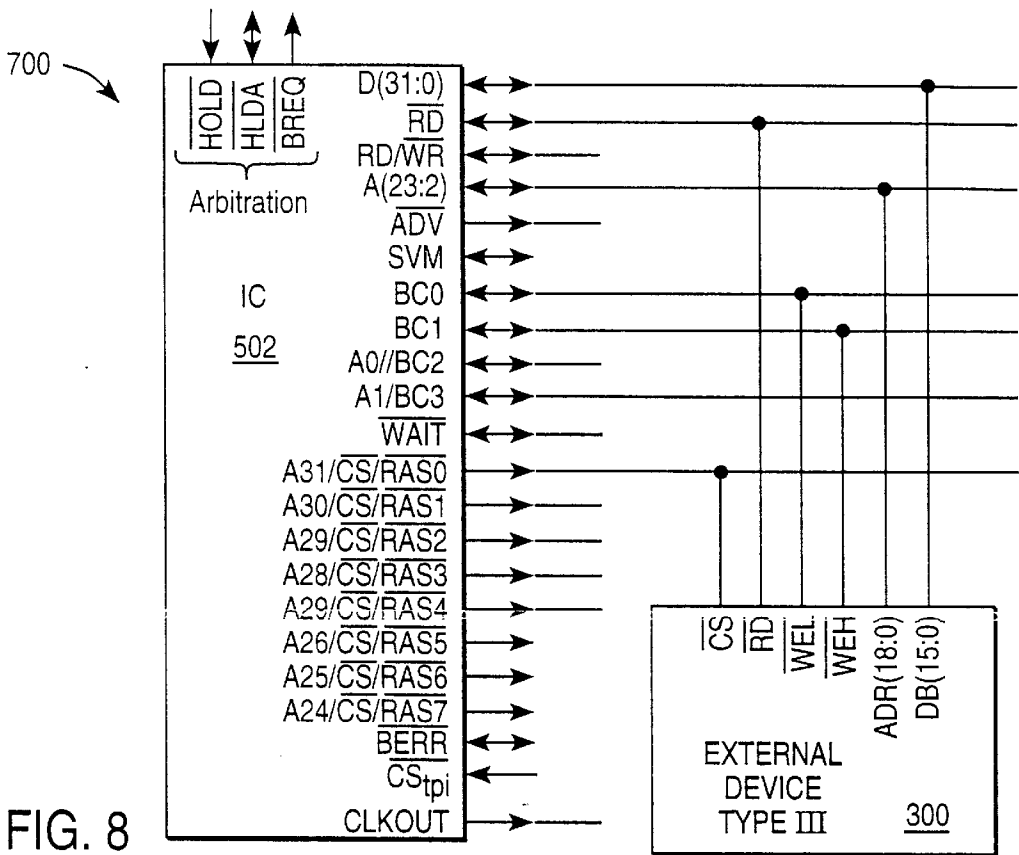 700
HOLD
HLDA
BREQ
Arbitration
IC
502
D(31:0)
RD
RD/WR
A(23:2)
ADV
SVM
BC0
BC1
A0//BC2
A1/BC3
WAIT
A31/CS/RAS0
A30/CS/RAS1
A29/CS/RAS2
A28/CS/RAS3
A29/CS/RAS4
A26/CS/RAS5
A25/CS/RAS6
A24/CS/RAS7
BERR
CStpi
CLKOUT
CS
RD
WEL
WEH
ADR(18:0)
DB(15:0)
EXTERNAL
DEVICE
TYPE III
300
FIG. 8